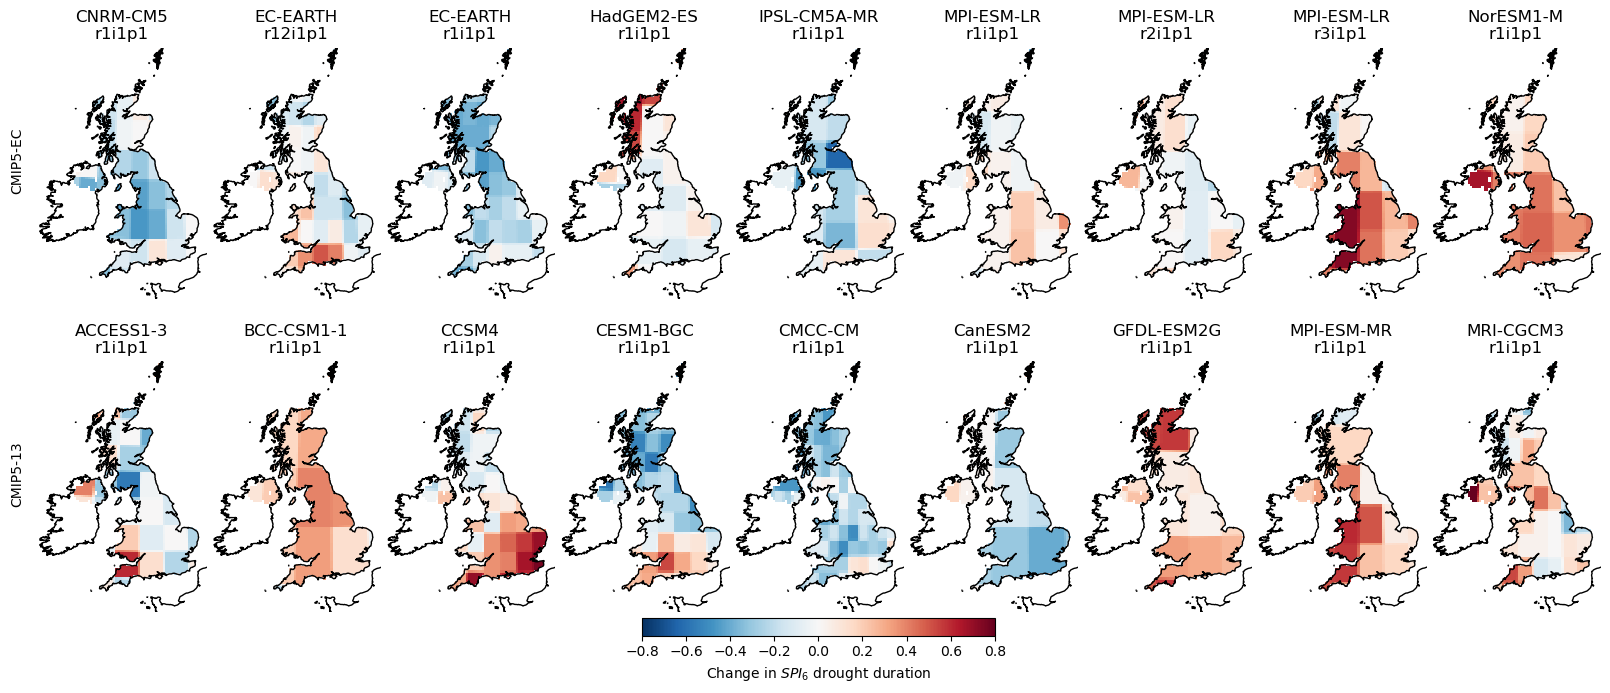 CNRM-CM5 EC-EARTH EC-EARTH HadGEM2-ES IPSL-CM5A-MR MPI-ESM-LR MPI-ESM-LR MPI-ESM-LR NorESM1-M
r1i1p1 r12i1p1 r1i1p1 r1i1p1 r1i1p1 r1i1p1 r2i1p1 r3i1p1 r1i1p1
CMIP5-EC
ACCESS1-3 BCC-CSM1-1 CCSM4 CESM1-BGC CMCC-CM CanESM2 GFDL-ESM2G MPI-ESM-MR MRI-CGCM3
r1i1p1 r1i1p1 r1i1p1 r1i1p1 r1i1p1 r1i1p1 r1i1p1 r1i1p1 r1i1p1
CMIP5-13
−0.8 −0.6 −0.4 −0.2 0.0 0.2 0.4 0.6 0.8
Change in SPI₆ drought duration